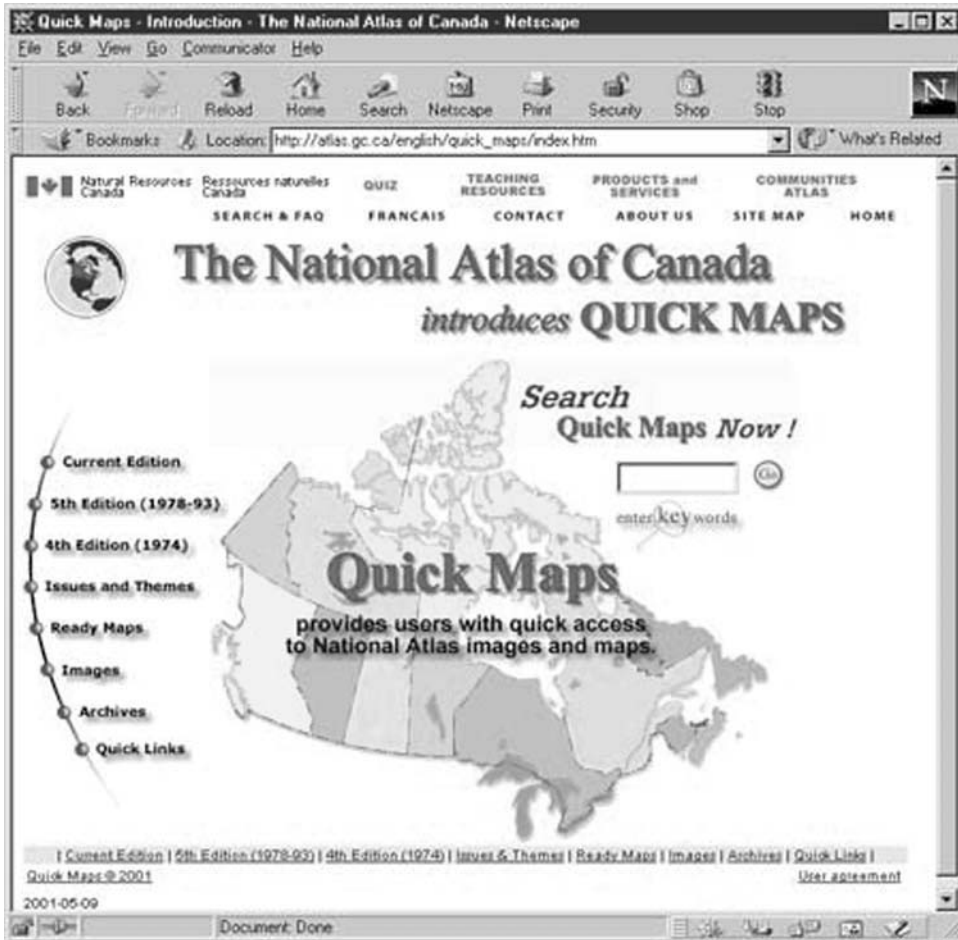 Quick Maps - Introduction - The National Atlas of Canada - Netscape
File Edit View Go Communicator Help
Back Forward Reload Home Search Netscape Print Security Shop Stop
N
Bookmarks Location: http://atlas.gc.ca/english/quick_maps/index.htm What's Related
Natural Resources Ressources naturelles QUIZ TEACHING PRODUCTS and COMMUNITIES
Canada Canada RESOURCES SERVICES ATLAS
SEARCH & FAQ FRANCAIS CONTACT ABOUT US SITE MAP HOME
The National Atlas of Canada
introduces QUICK MAPS
Search
Quick Maps Now !
Go
enter key words
Current Edition
5th Edition (1978-93)
4th Edition (1974)
Issues and Themes
Ready Maps
Images
Archives
Quick Links
Quick Maps
provides users with quick access
to National Atlas images and maps.
| Current Edition | 5th Edition (1978-93) | 4th Edition (1974) | Issues & Themes | Ready Maps | Images | Archives | Quick Links |
Quick Maps © 2001 User agreement
2001-05-09
Document: Done